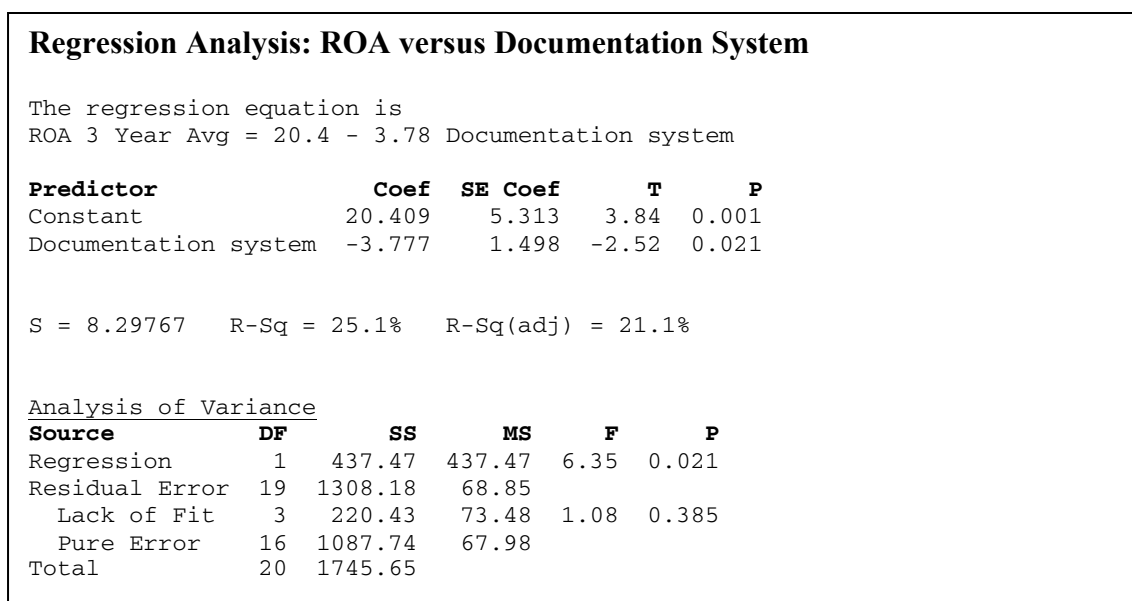 Regression Analysis: ROA versus Documentation System
The regression equation is
ROA 3 Year Avg = 20.4 - 3.78 Documentation system
Predictor Coef SE Coef T P
Constant 20.409 5.313 3.84 0.001
Documentation system -3.777 1.498 -2.52 0.021
S = 8.29767 R-Sq = 25.1% R-Sq(adj) = 21.1%
Analysis of Variance
Source DF SS MS F P
Regression 1 437.47 437.47 6.35 0.021
Residual Error 19 1308.18 68.85
Lack of Fit 3 220.43 73.48 1.08 0.385
Pure Error 16 1087.74 67.98
Total 20 1745.65